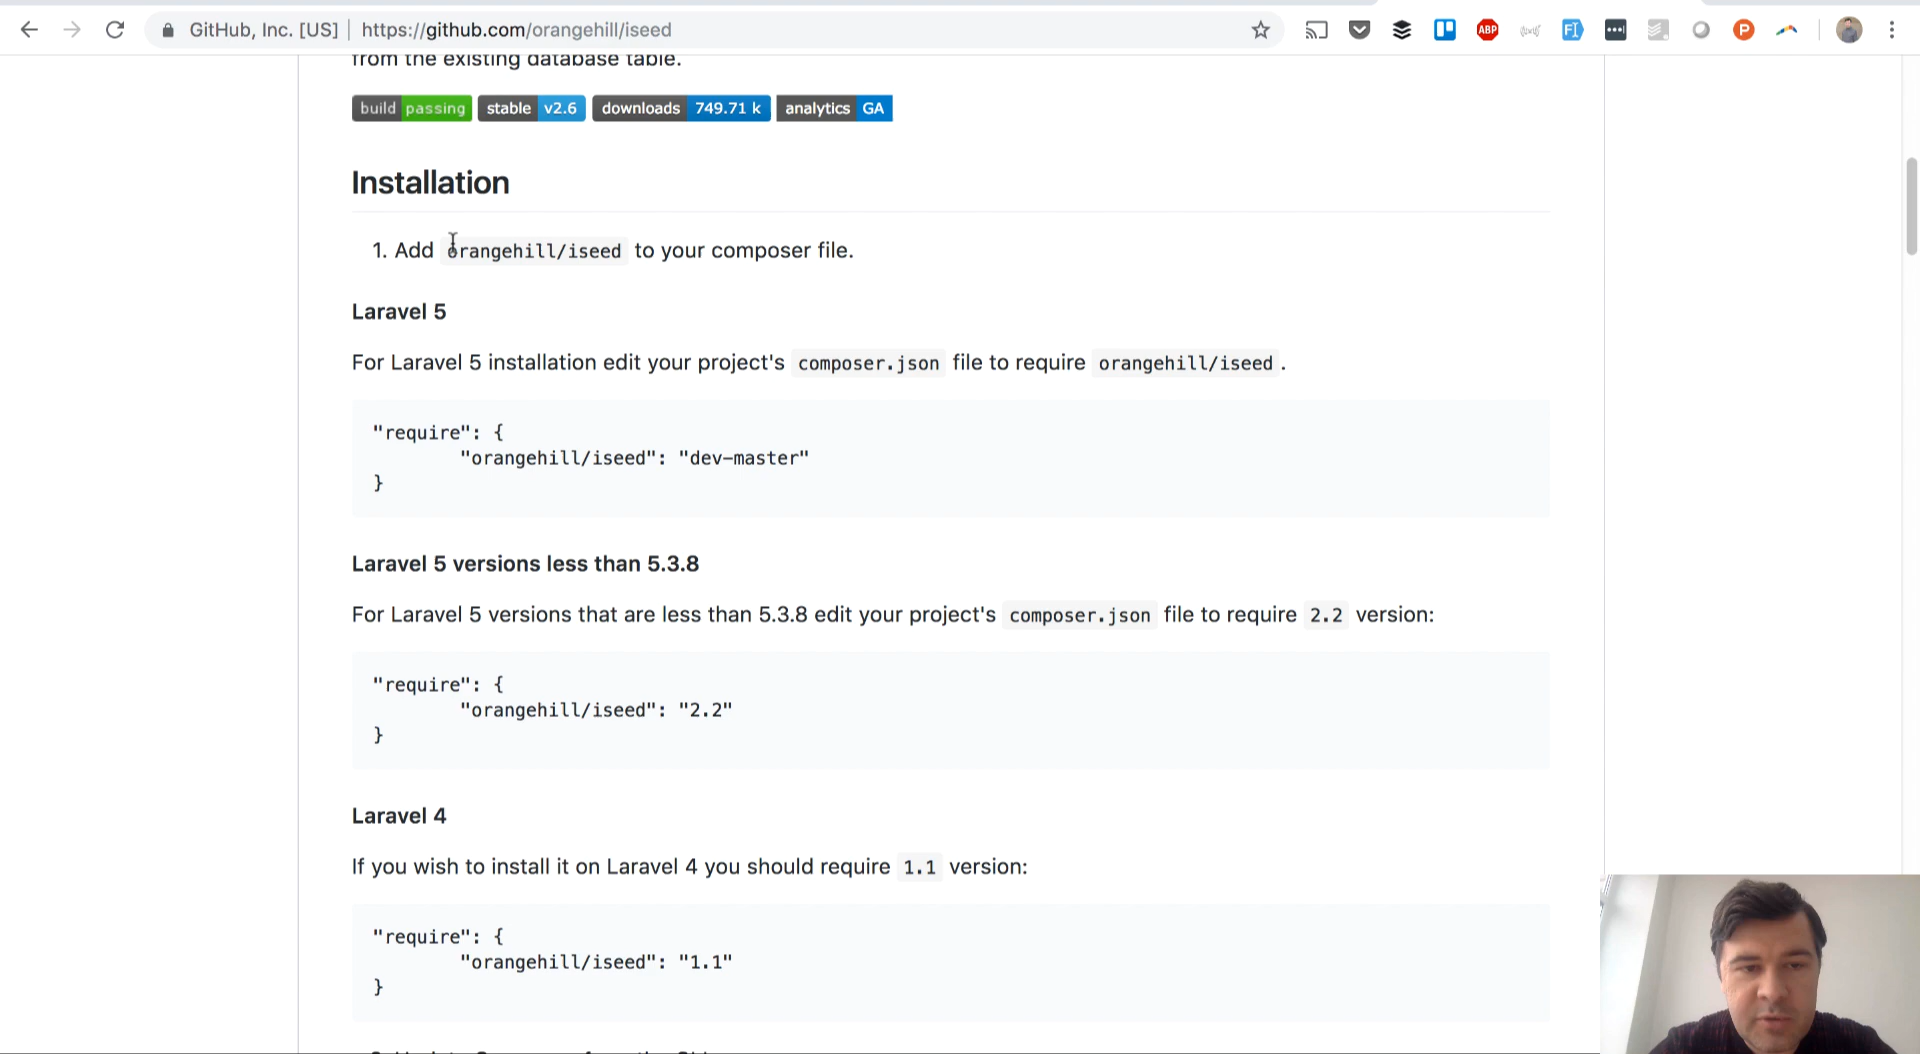 GitHub, Inc. [US] | https://github.com/orangehill/iseed
ABP
P
from the existing database table.
build passing stable v2.6 downloads 749.71 k analytics GA
Installation
1. Add orangehill/iseed to your composer file.
Laravel 5
For Laravel 5 installation edit your project's composer.json file to require orangehill/iseed .
"require": {
"orangehill/iseed": "dev-master"
}
Laravel 5 versions less than 5.3.8
For Laravel 5 versions that are less than 5.3.8 edit your project's composer.json file to require 2.2 version:
"require": {
"orangehill/iseed": "2.2"
}
Laravel 4
If you wish to install it on Laravel 4 you should require 1.1 version:
"require": {
"orangehill/iseed": "1.1"
}